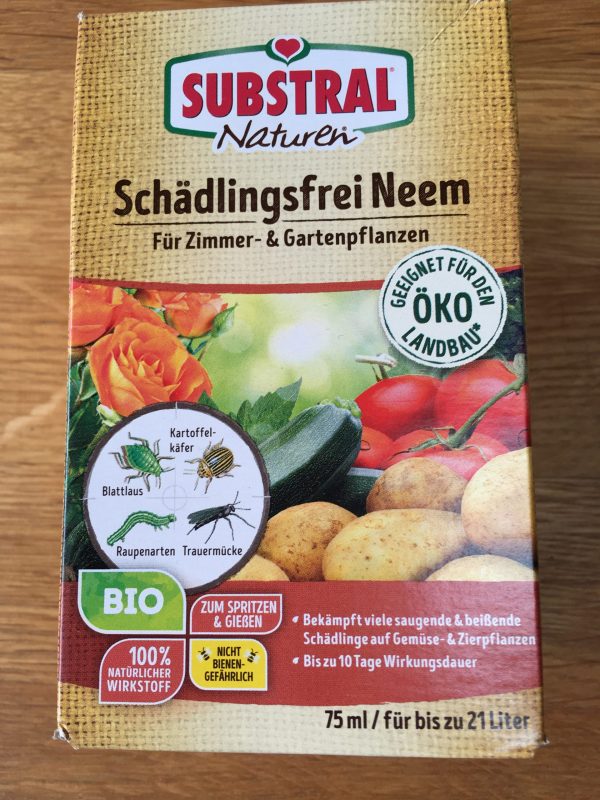 SUBSTRAL®
Naturen®
Schädlingsfrei Neem
Für Zimmer- & Gartenpflanzen
GEEIGNET FÜR DEN
ÖKO
LANDBAU*
Kartoffel-
käfer
Blattlaus
Raupenarten Trauermücke
BIO
ZUM SPRITZEN
& GIEßEN
100%
NATÜRLICHER
WIRKSTOFF
NICHT
BIENEN-
GEFÄHRLICH
• Bekämpft viele saugende & beißende
Schädlinge auf Gemüse- & Zierpflanzen
• Bis zu 10 Tage Wirkungsdauer
75 ml / für bis zu 21 Liter